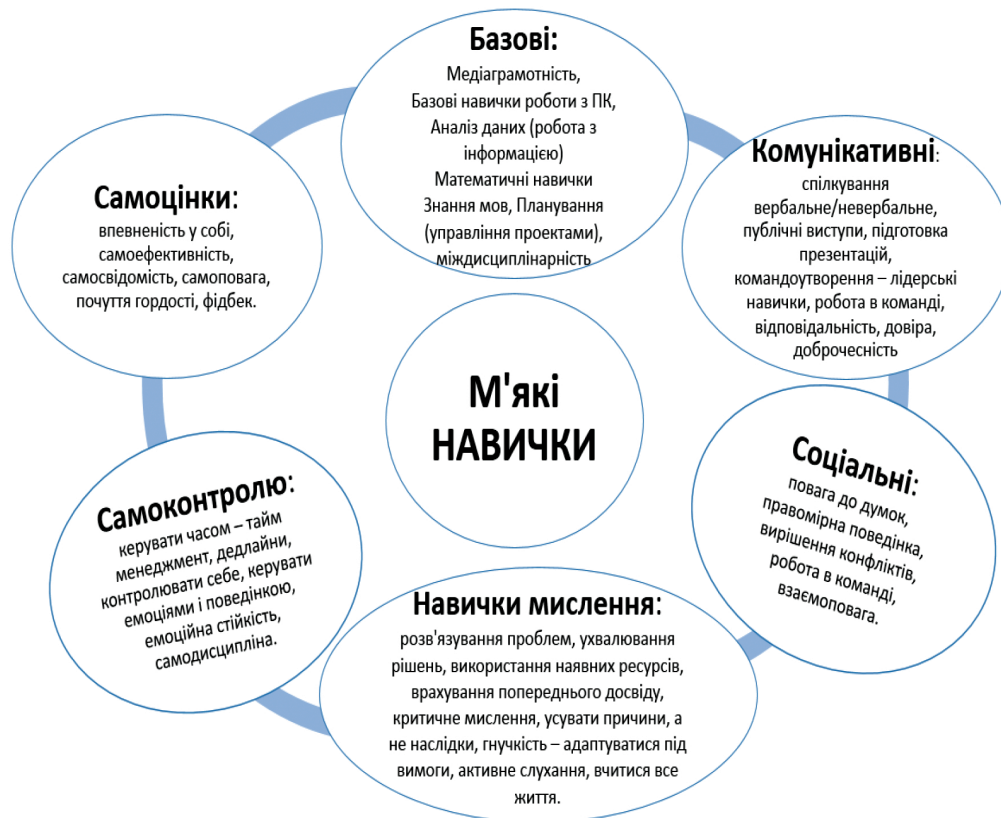 Базові:
Медіаграмотність,
Базові навички роботи з ПК,
Аналіз даних (робота з
інформацією)
Математичні навички
Знання мов, Планування
(управління проектами),
міждисциплінарність
Комунікативні:
спілкування
вербальне/невербальне,
публічні виступи, підготовка
презентацій,
командоутворення – лідерські
навички, робота в команді,
відповідальність, довіра,
доброчесність
Соціальні:
повага до думок,
правомірна поведінка,
вирішення конфліктів,
робота в команді,
взаємоповага.
Навички мислення:
розв'язування проблем, ухвалювання
рішень, використання наявних ресурсів,
врахування попереднього досвіду,
критичне мислення, усувати причини, а
не наслідки, гнучкість – адаптуватися під
вимоги, активне слухання, вчитися все
життя.
Самоконтролю:
керувати часом – тайм
менеджмент, дедлайни,
контролювати себе, керувати
емоціями і поведінкою,
емоційна стійкість,
самодисципліна.
Самоцінки:
впевненість у собі,
самоефективність,
самосвідомість, самоповага,
почуття гордості, фідбек.
М'які
НАВИЧКИ